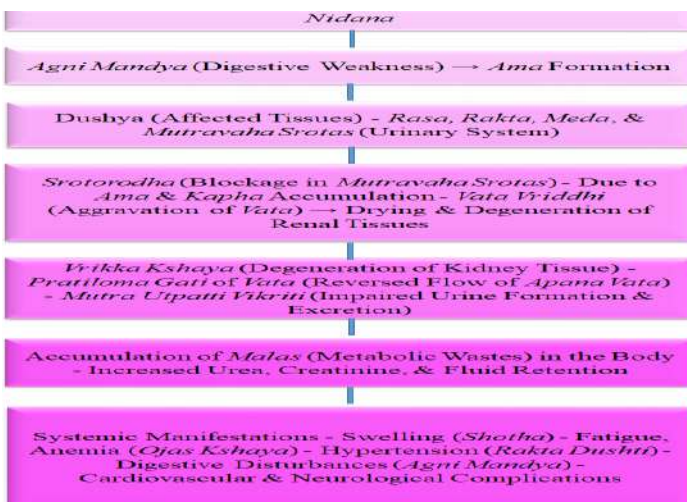 Nidana
Agni Mandya (Digestive Weakness) → Ama Formation
Dushya (Affected Tissues) - Rasa, Rakta, Meda, &
Mutravaha Srotas (Urinary System)
Srotorodha (Blockage in Mutravaha Srotas) - Due to
Ama & Kapha Accumulation - Vata Vriddhi
(Aggravation of Vata) → Drying & Degeneration of
Renal Tissues
Vrikka Kshaya (Degeneration of Kidney Tissue) -
Pratiloma Gati of Vata (Reversed Flow of Apana Vata)
- Mutra Utpatti Vikriti (Impaired Urine Formation &
Excretion)
Accumulation of Malas (Metabolic Wastes) in the Body
- Increased Urea, Creatinine, & Fluid Retention
Systemic Manifestations - Swelling (Shotha) - Fatigue,
Anemia (Ojas Kshaya) - Hypertension (Rakta Dushti) -
Digestive Disturbances (Agni Mandya) -
Cardiovascular & Neurological Complications